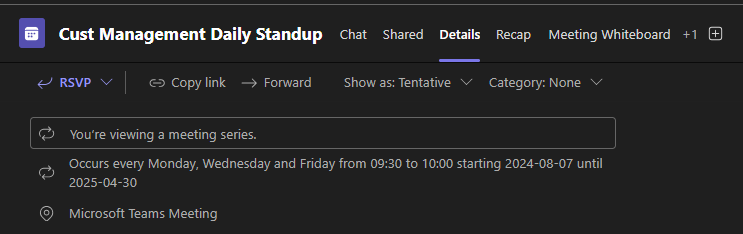 Cust Management Daily Standup Chat Shared Details Recap Meeting Whiteboard +1
RSVP Copy link Forward Show as: Tentative Category: None
You're viewing a meeting series.
Occurs every Monday, Wednesday and Friday from 09:30 to 10:00 starting 2024-08-07 until
2025-04-30
Microsoft Teams Meeting